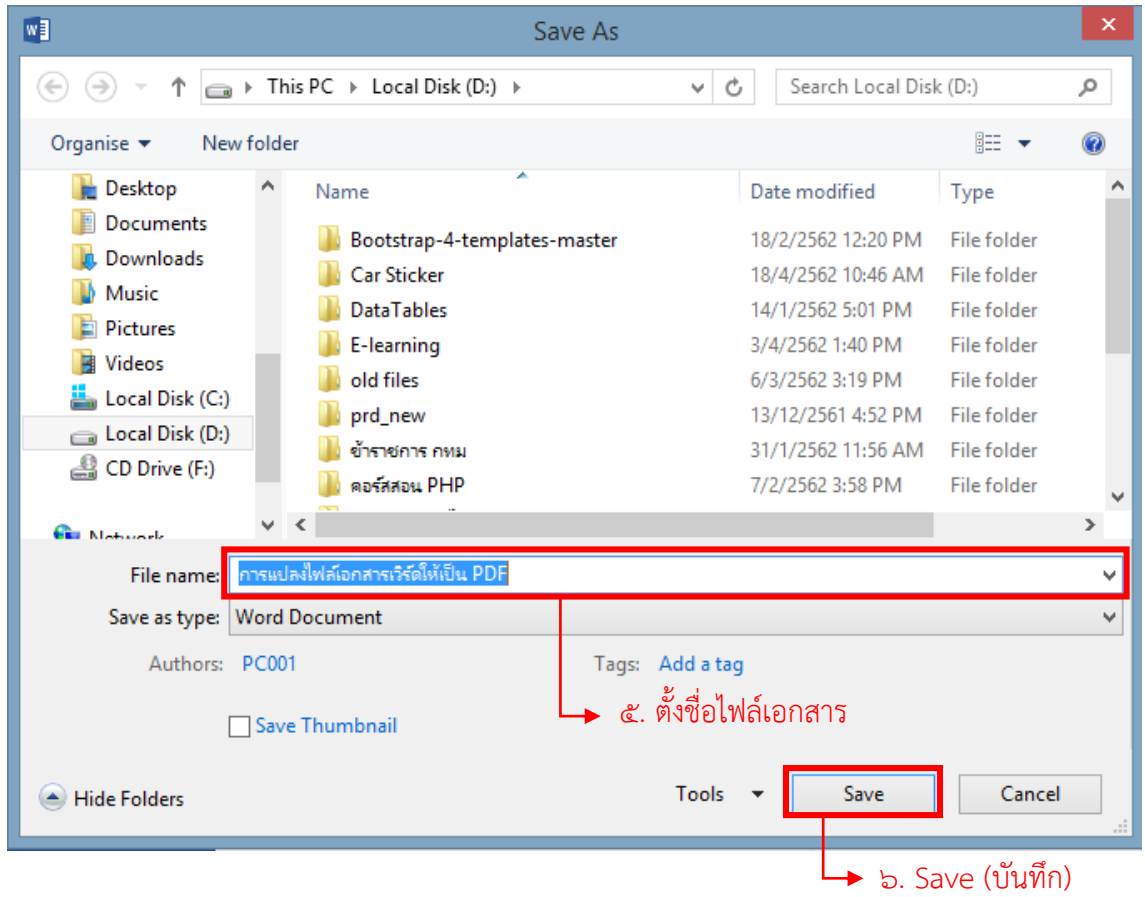 Save As
This PC Local Disk (D:)
Search Local Disk (D:)
Organise New folder
Name Date modified Type
Desktop
Documents
Downloads
Music
Pictures
Videos
Local Disk (C:)
Local Disk (D:)
CD Drive (F:)
Network
Bootstrap-4-templates-master 18/2/2562 12:20 PM File folder
Car Sticker 18/4/2562 10:46 AM File folder
DataTables 14/1/2562 5:01 PM File folder
E-learning 3/4/2562 1:40 PM File folder
old files 6/3/2562 3:19 PM File folder
prd_new 13/12/2561 4:52 PM File folder
ข้าราชการ กทม 31/1/2562 11:56 AM File folder
คอร์สสอน PHP 7/2/2562 3:58 PM File folder
File name: การแปลงไฟล์เอกสารเวิร์ดให้เป็น PDF
Save as type: Word Document
Authors: PC001 Tags: Add a tag
๕. ตั้งชื่อไฟล์เอกสาร
Save Thumbnail
Hide Folders Tools Save Cancel
๖. Save (บันทึก)